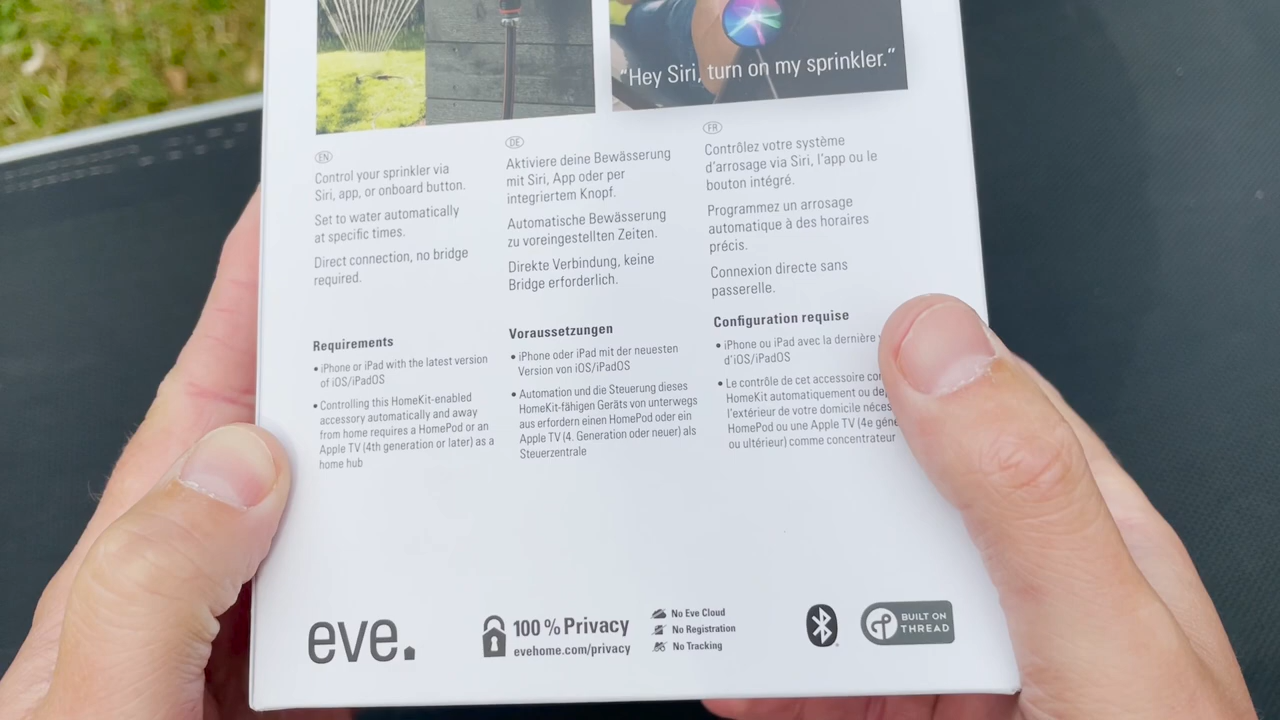 “Hey Siri, turn on my sprinkler.”
EN
Control your sprinkler via
Siri, app, or onboard button.
Set to water automatically
at specific times.
Direct connection, no bridge
required.
Requirements
• iPhone or iPad with the latest version
of iOS/iPadOS
• Controlling this HomeKit-enabled
accessory automatically and away
from home requires a HomePod or an
Apple TV (4th generation or later) as a
home hub
DE
Aktiviere deine Bewässerung
mit Siri, App oder per
integriertem Knopf.
Automatische Bewässerung
zu voreingestellten Zeiten.
Direkte Verbindung, keine
Bridge erforderlich.
Voraussetzungen
• iPhone oder iPad mit der neuesten
Version von iOS/iPadOS
• Automation und die Steuerung dieses
HomeKit-fähigen Geräts von unterwegs
aus erfordern einen HomePod oder ein
Apple TV (4. Generation oder neuer) als
Steuerzentrale
FR
Contrôlez votre système
d’arrosage via Siri, l’app ou le
bouton intégré.
Programmez un arrosage
automatique à des horaires
précis.
Connexion directe sans
passerelle.
Configuration requise
• iPhone ou iPad avec la dernière
d’iOS/iPadOS
• Le contrôle de cet accessoire
HomeKit automatiquement ou
l’extérieur de votre domicile
HomePod ou une Apple TV (4e
ou ultérieur) comme concentrateur
eve.
100 % Privacy
evehome.com/privacy
No Eve Cloud
No Registration
No Tracking
BUILT ON
THREAD